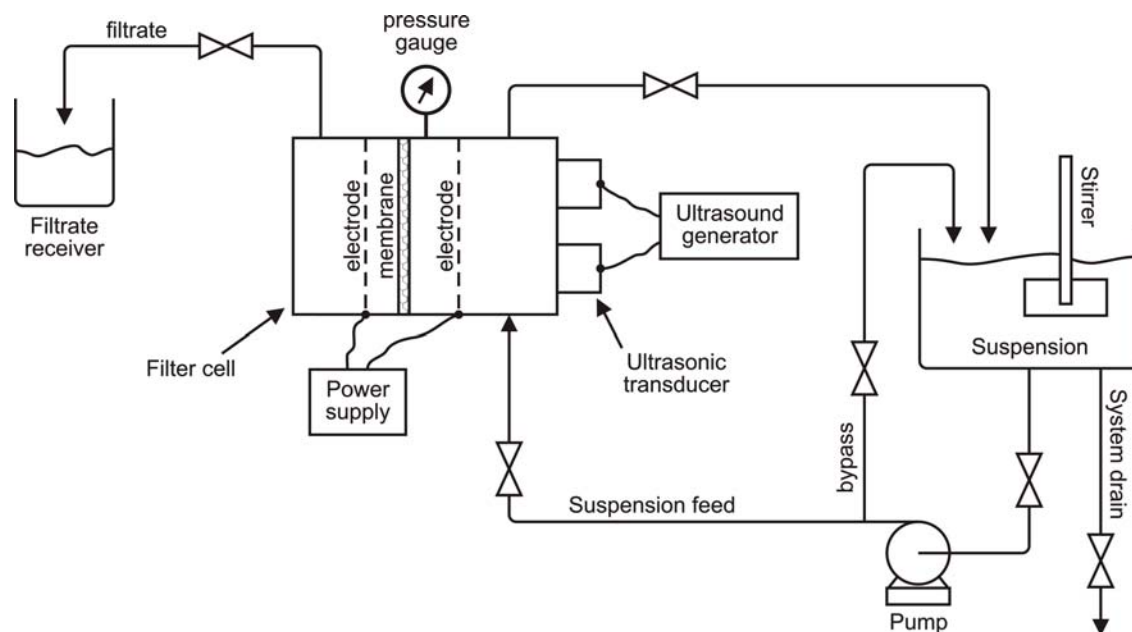 filtrate
pressure
gauge
Filtrate
receiver
electrode
membrane
electrode
Ultrasound
generator
Stirrer
Suspension
Filter cell
Power
supply
Ultrasonic
transducer
System drain
bypass
Suspension feed
Pump